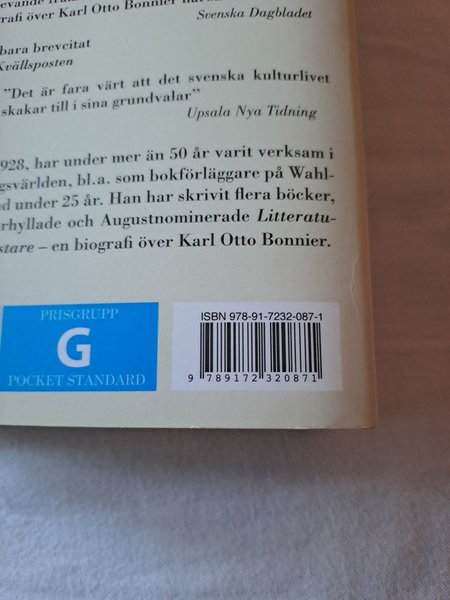 rafi över Karl Otto Bonnier
Svenska Dagbladet
bara brevcitat
Kvällsposten
"Det är fara värt att det svenska kulturlivet
skakar till i sina grundvalar"
Upsala Nya Tidning
1928, har under mer än 50 år varit verksam i
gsvärlden, bl.a. som bokförläggare på Wahl-
d under 25 år. Han har skrivit flera böcker,
rhyllade och Augustnominerade Litteratu-
stare – en biografi över Karl Otto Bonnier.
PRISGRUPP
G
POCKET STANDARD
ISBN 978-91-7232-087-1
9 789172 320871